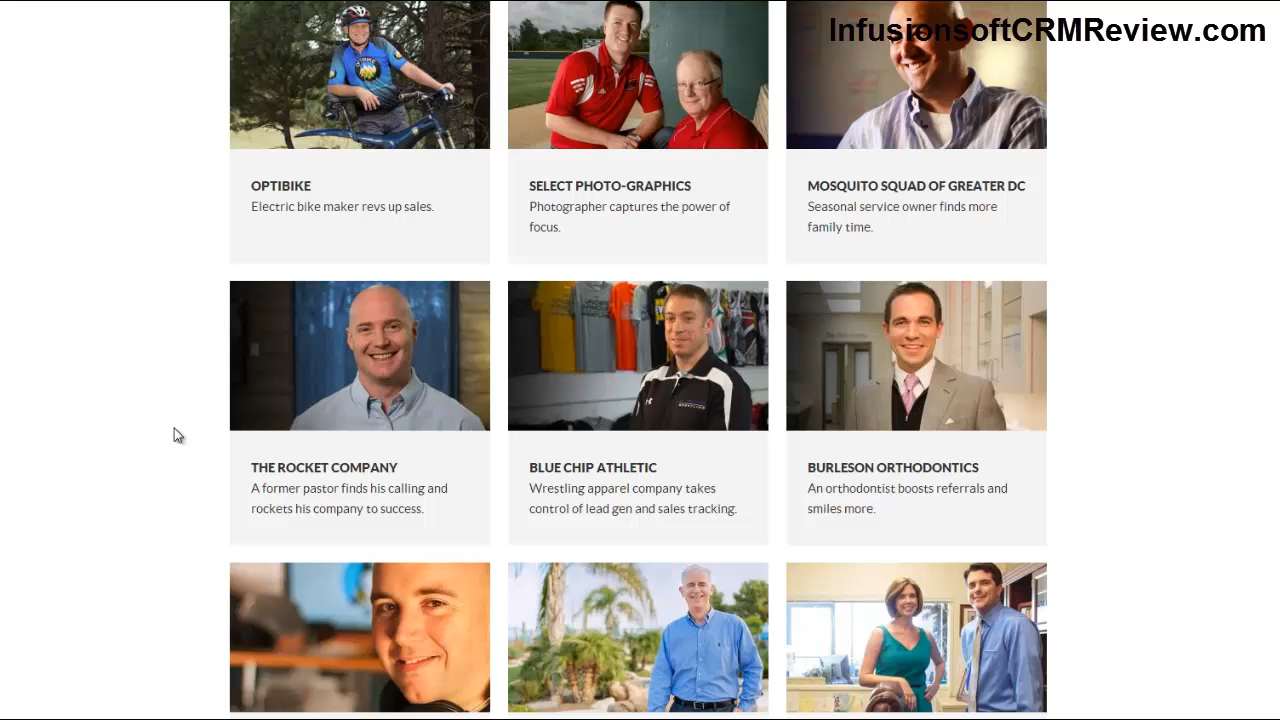 InfusionsoftCRMReview.com
OPTIBIKE
Electric bike maker revs up sales.
SELECT PHOTO-GRAPHICS
Photographer captures the power of
focus.
MOSQUITO SQUAD OF GREATER DC
Seasonal service owner finds more
family time.
THE ROCKET COMPANY
A former pastor finds his calling and
rockets his company to success.
BLUE CHIP ATHLETIC
Wrestling apparel company takes
control of lead gen and sales tracking.
BURLESON ORTHODONTICS
An orthodontist boosts referrals and
smiles more.